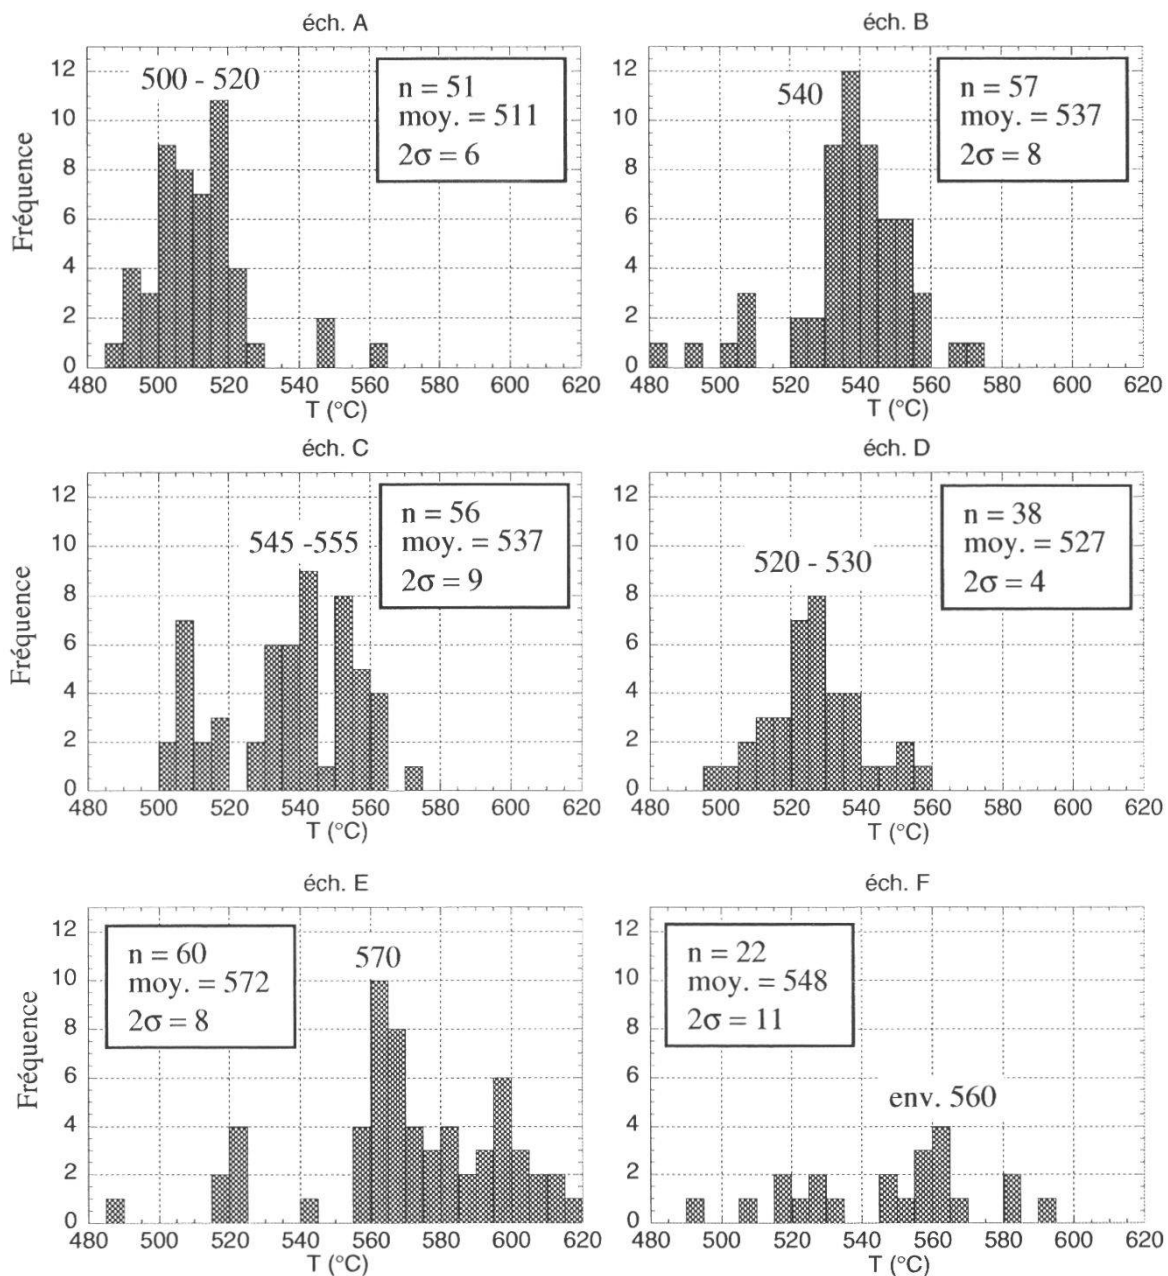 éch. A
éch. B
Fréquence
12
10
8
6
4
2
0
500 - 520
n = 51
moy. = 511
2σ = 6
480 500 520 540 560 580 600 620
T (°C)
12
10
8
6
4
2
0
540
n = 57
moy. = 537
2σ = 8
480 500 520 540 560 580 600 620
T (°C)
éch. C
éch. D
Fréquence
12
10
8
6
4
2
0
545 -555
n = 56
moy. = 537
2σ = 9
480 500 520 540 560 580 600 620
T (°C)
12
10
8
6
4
2
0
520 - 530
n = 38
moy. = 527
2σ = 4
480 500 520 540 560 580 600 620
T (°C)
éch. E
éch. F
Fréquence
12
10
8
6
4
2
0
n = 60
moy. = 572
2σ = 8
570
480 500 520 540 560 580 600 620
T (°C)
12
10
8
6
4
2
0
n = 22
moy. = 548
2σ = 11
env. 560
480 500 520 540 560 580 600 620
T (°C)